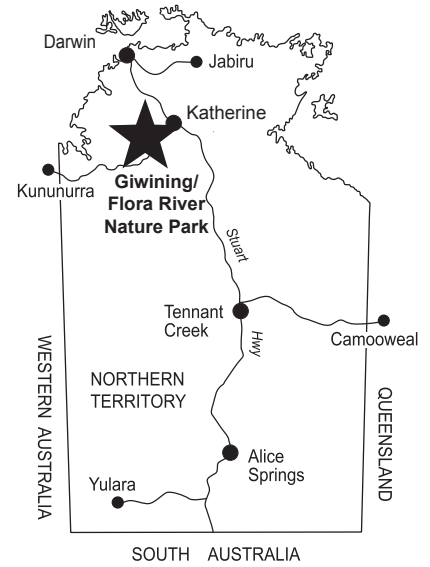 Darwin
Jabiru
Katherine
Kununurra
Giwining/
Flora River
Nature Park
Stuart
Tennant
Creek
Hwy
Camooweal
WESTERN AUSTRALIA
NORTHERN
TERRITORY
QUEENSLAND
Alice
Springs
Yulara
SOUTH AUSTRALIA